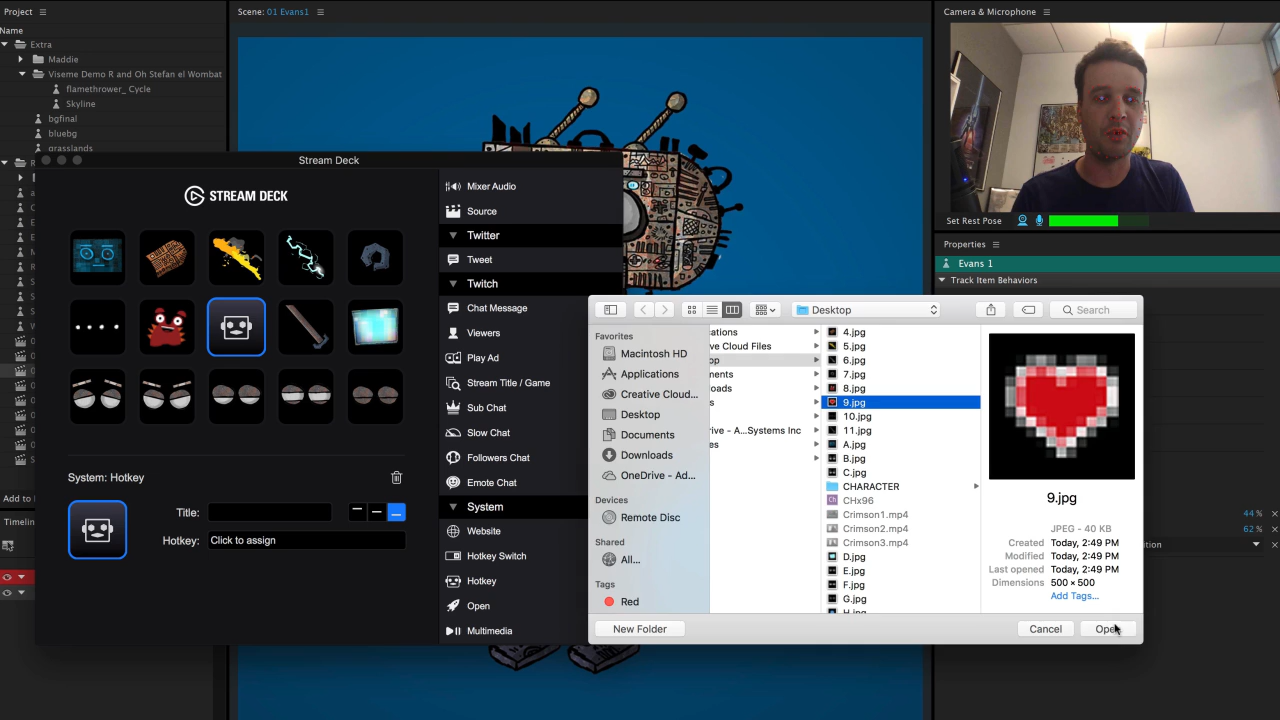 Project
Scene: 01 Evans1
Camera & Microphone
Name
Extra
Maddie
Viseme Demo R and Oh Stefan el Wombat
flamethrower_ Cycle
Skyline
bgfinal
bluebg
grasslands
Stream Deck
STREAM DECK
Mixer Audio
Source
Twitter
Tweet
Twitch
Chat Message
Viewers
Play Ad
Stream Title / Game
Sub Chat
Slow Chat
Followers Chat
Emote Chat
System
Website
Hotkey Switch
Hotkey
Open
Multimedia
System: Hotkey
Title:
Hotkey: Click to assign
Set Rest Pose
Properties
Evans 1
Track Item Behaviors
Desktop
Search
Favorites
Macintosh HD
Applications
Creative Cloud...
Desktop
Documents
Downloads
OneDrive - Ad...
Devices
Remote Disc
Shared
All...
Tags
Red
ations
ve Cloud Files
op
ments
oads
s
rive - A...Systems Inc
es
4.jpg
5.jpg
6.jpg
7.jpg
8.jpg
9.jpg
10.jpg
11.jpg
A.jpg
B.jpg
C.jpg
CHARACTER
CHx96
Crimson1.mp4
Crimson2.mp4
Crimson3.mp4
D.jpg
E.jpg
F.jpg
G.jpg
H.jpg
9.jpg
JPEG - 40 KB
Created Today, 2:49 PM
Modified Today, 2:49 PM
Last opened Today, 2:49 PM
Dimensions 500 × 500
Add Tags...
New Folder
Cancel
Open
Add to
Timelin
44 %
62 %
ition